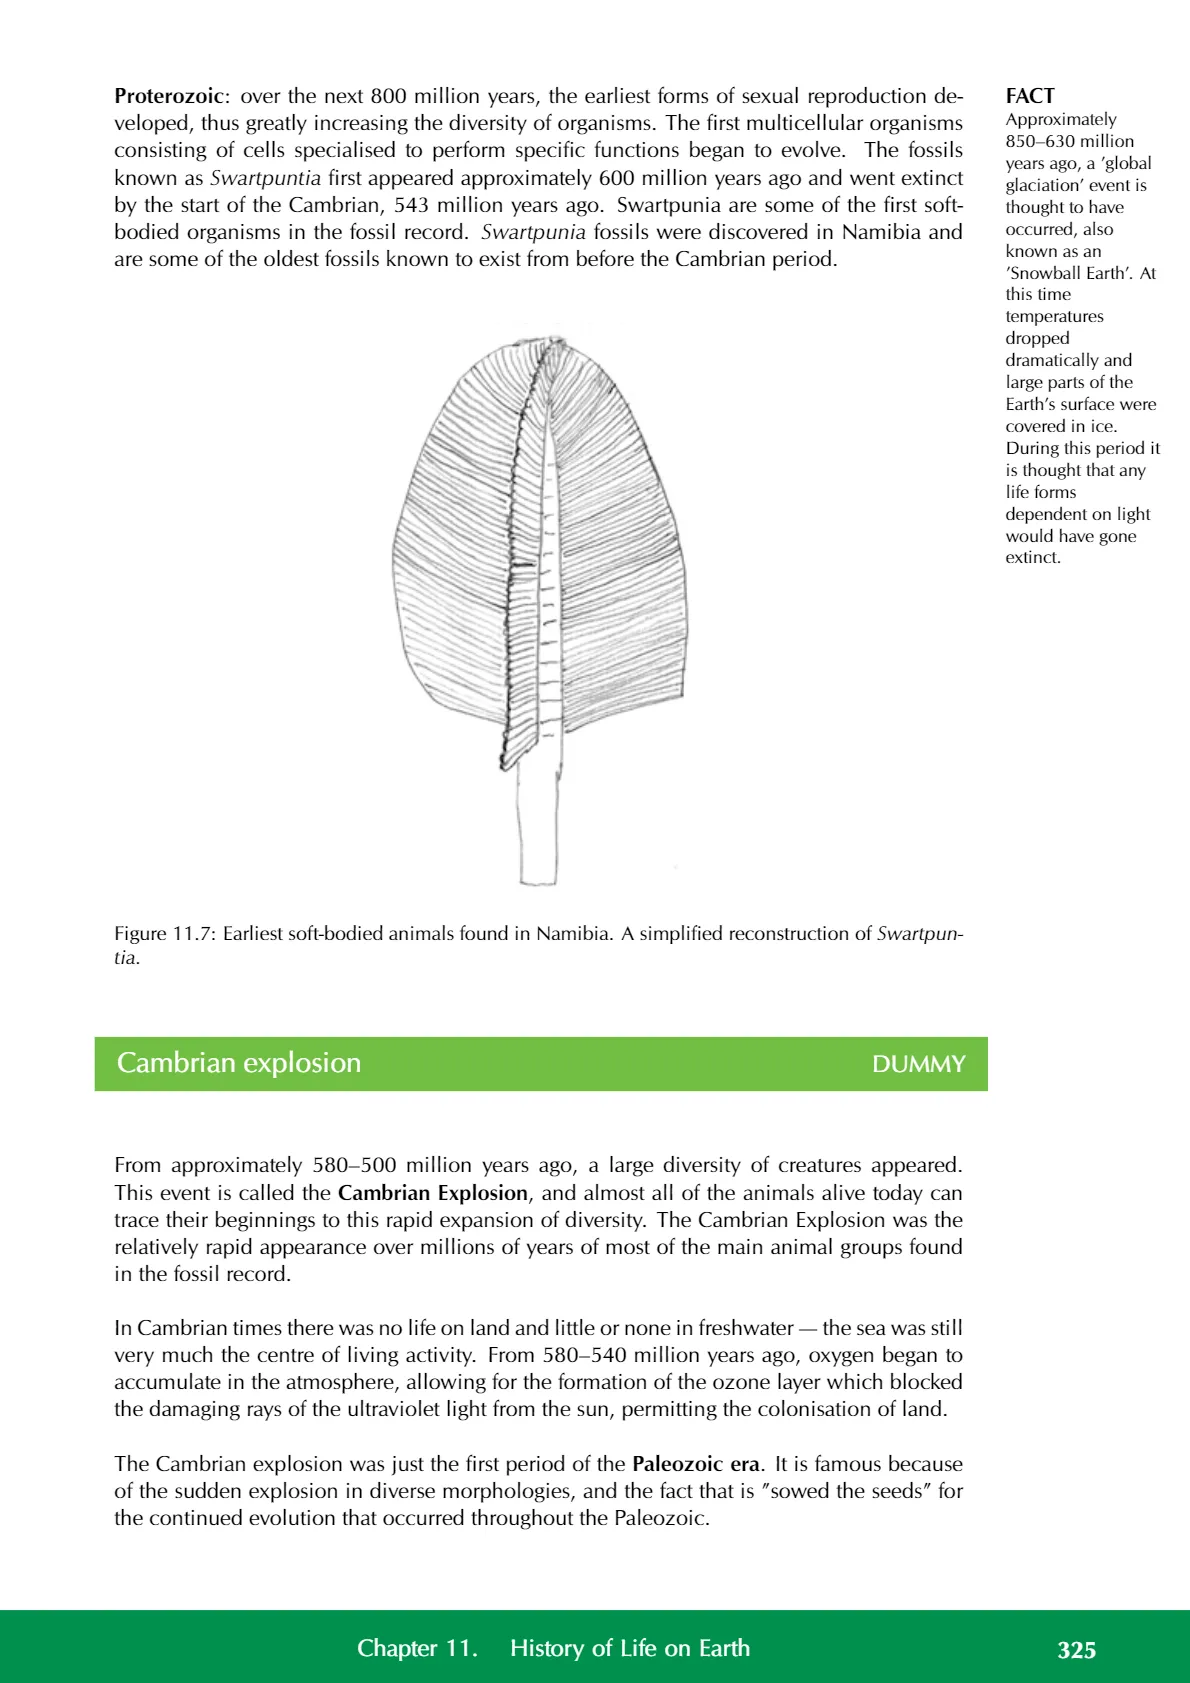 Proterozoic: over the next 800 million years, the earliest forms of sexual reproduction de-
veloped, thus greatly increasing the diversity of organisms. The first multicellular organisms
consisting of cells specialised to perform specific functions began to evolve. The fossils
known as Swartpuntia first appeared approximately 600 million years ago and went extinct
by the start of the Cambrian, 543 million years ago. Swartpunia are some of the first soft-
bodied organisms in the fossil record. Swartpunia fossils were discovered in Namibia and
are some of the oldest fossils known to exist from before the Cambrian period.
FACT
Approximately
850–630 million
years ago, a ’global
glaciation’ event is
thought to have
occurred, also
known as an
’Snowball Earth’. At
this time
temperatures
dropped
dramatically and
large parts of the
Earth’s surface were
covered in ice.
During this period it
is thought that any
life forms
dependent on light
would have gone
extinct.
Figure 11.7: Earliest soft-bodied animals found in Namibia. A simplified reconstruction of Swartpun-
tia.
Cambrian explosion DUMMY
From approximately 580–500 million years ago, a large diversity of creatures appeared.
This event is called the Cambrian Explosion, and almost all of the animals alive today can
trace their beginnings to this rapid expansion of diversity. The Cambrian Explosion was the
relatively rapid appearance over millions of years of most of the main animal groups found
in the fossil record.
In Cambrian times there was no life on land and little or none in freshwater — the sea was still
very much the centre of living activity. From 580–540 million years ago, oxygen began to
accumulate in the atmosphere, allowing for the formation of the ozone layer which blocked
the damaging rays of the ultraviolet light from the sun, permitting the colonisation of land.
The Cambrian explosion was just the first period of the Paleozoic era. It is famous because
of the sudden explosion in diverse morphologies, and the fact that is ”sowed the seeds” for
the continued evolution that occurred throughout the Paleozoic.
Chapter 11. History of Life on Earth 325